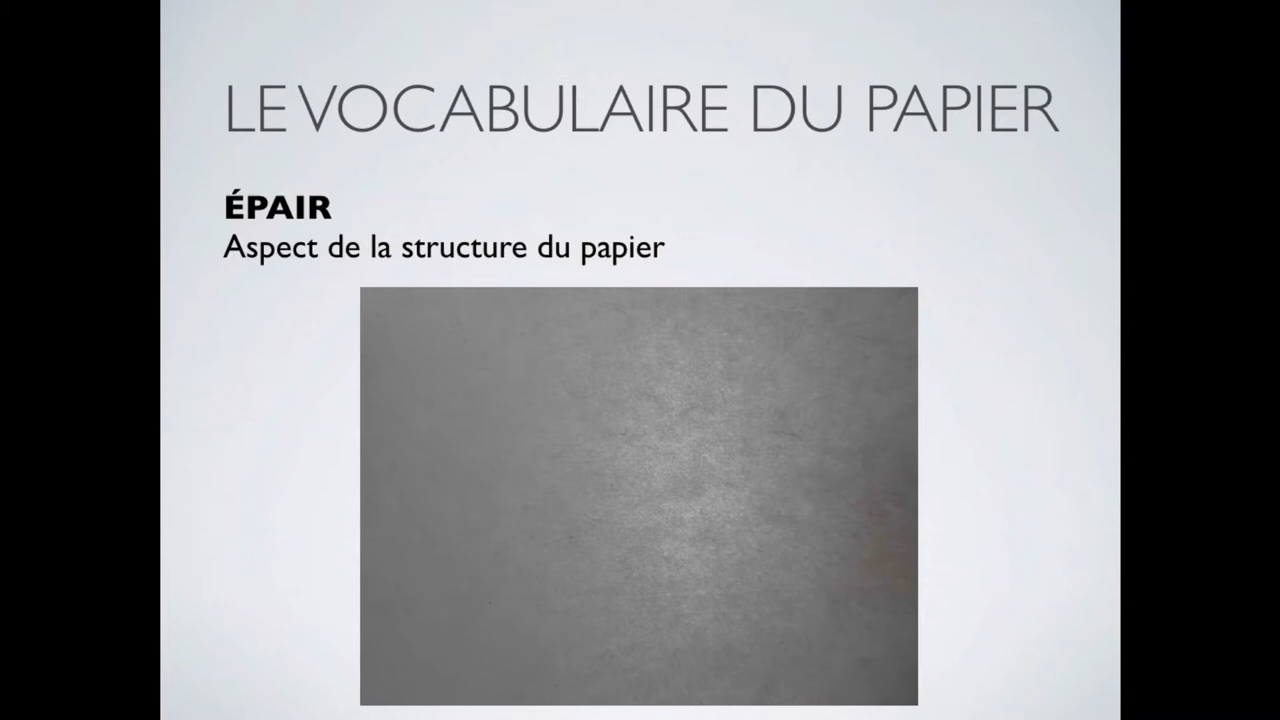 LE VOCABULAIRE DU PAPIER
ÉPAIR
Aspect de la structure du papier